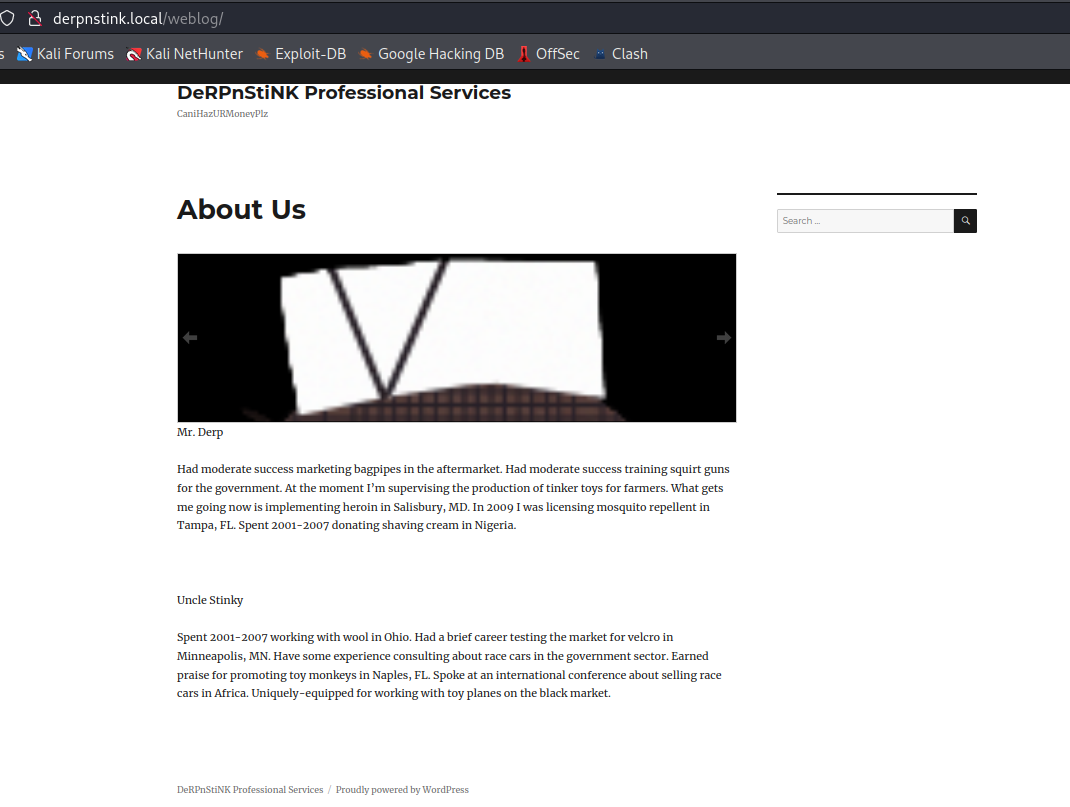 derpnstink.local/weblog/
s Kali Forums Kali NetHunter Exploit-DB Google Hacking DB OffSec Clash
DeRPnStiNK Professional Services
CaniHazURMoneyPlz
About Us
Search ...
Mr. Derp
Had moderate success marketing bagpipes in the aftermarket. Had moderate success training squirt guns
for the government. At the moment I’m supervising the production of tinker toys for farmers. What gets
me going now is implementing heroin in Salisbury, MD. In 2009 I was licensing mosquito repellent in
Tampa, FL. Spent 2001-2007 donating shaving cream in Nigeria.
Uncle Stinky
Spent 2001-2007 working with wool in Ohio. Had a brief career testing the market for velcro in
Minneapolis, MN. Have some experience consulting about race cars in the government sector. Earned
praise for promoting toy monkeys in Naples, FL. Spoke at an international conference about selling race
cars in Africa. Uniquely-equipped for working with toy planes on the black market.
DeRPnStiNK Professional Services / Proudly powered by WordPress